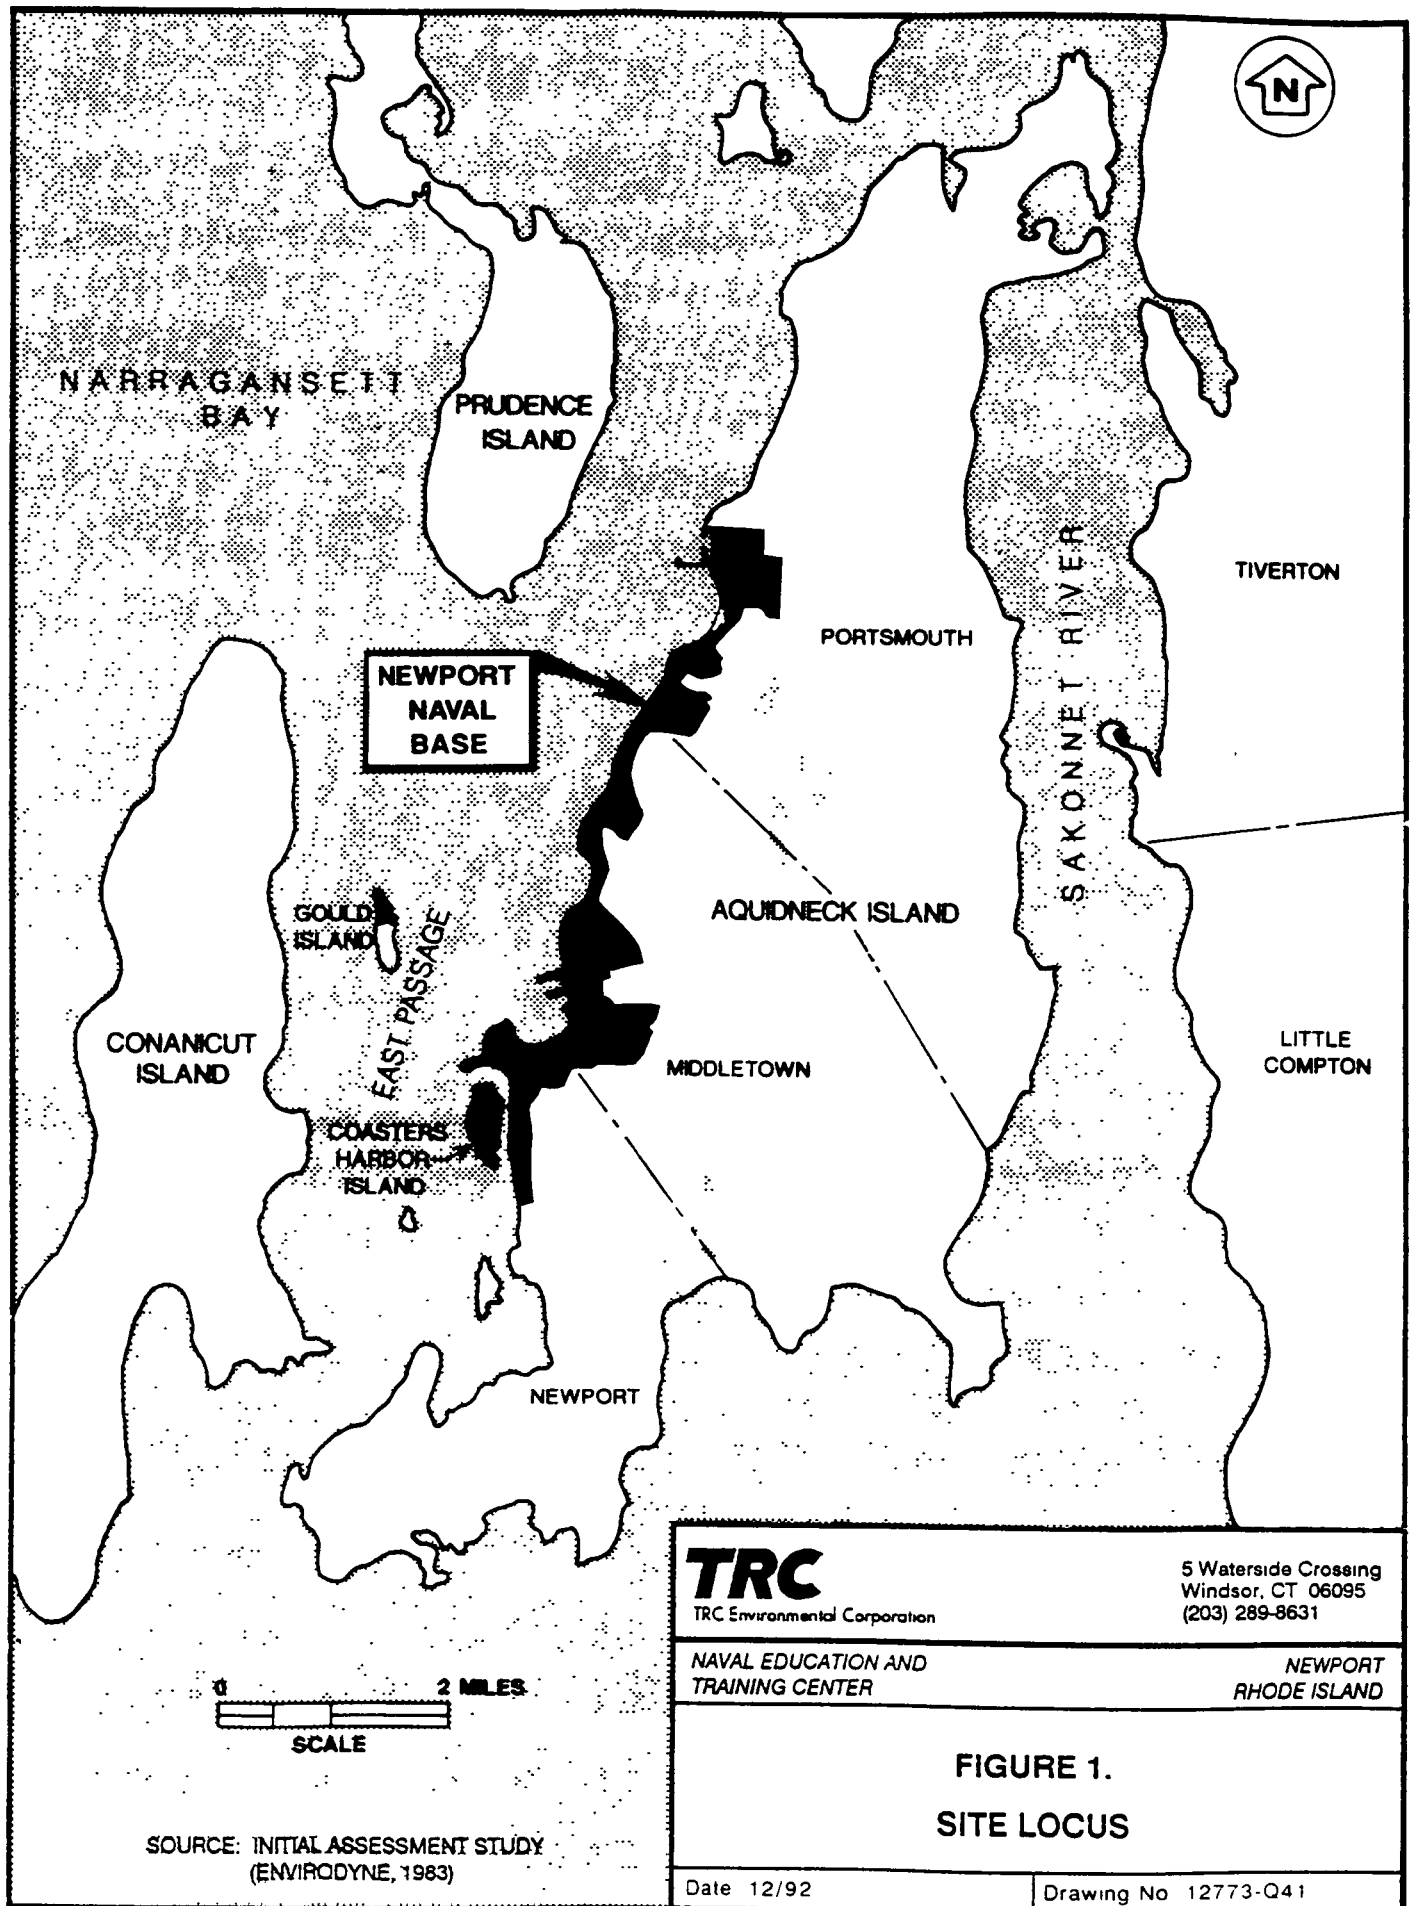 N
NARRAGANSETT
BAY
PRUDENCE
ISLAND
TIVERTON
PORTSMOUTH
SAKONNET RIVER
NEWPORT
NAVAL
BASE
GOULD
ISLAND
EAST PASSAGE
AQUIDNECK ISLAND
CONANICUT
ISLAND
MIDDLETOWN
LITTLE
COMPTON
COASTERS
HARBOR
ISLAND
NEWPORT
TRC
TRC Environmental Corporation
5 Waterside Crossing
Windsor, CT 06095
(203) 289-8631
NAVAL EDUCATION AND
TRAINING CENTER
NEWPORT
RHODE ISLAND
0 2 MILES
SCALE
FIGURE 1.
SITE LOCUS
SOURCE: INITIAL ASSESSMENT STUDY
(ENVIRODYNE, 1983)
Date 12/92
Drawing No 12773-Q41